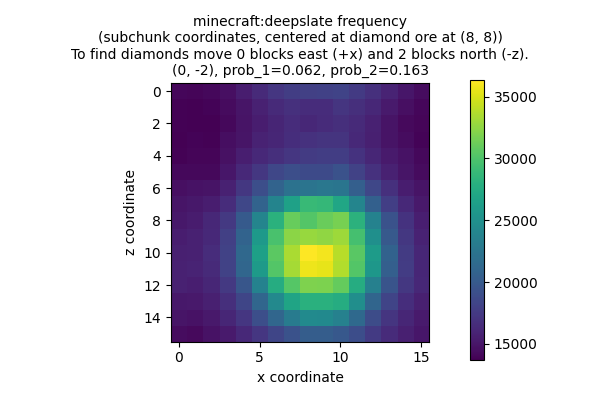 minecraft:deepslate frequency
(subchunk coordinates, centered at diamond ore at (8, 8))
To find diamonds move 0 blocks east (+x) and 2 blocks north (-z).
(0, -2), prob_1=0.062, prob_2=0.163
0
2
4
6
8
10
12
14
z coordinate
0
5
10
15
x coordinate
35000
30000
25000
20000
15000